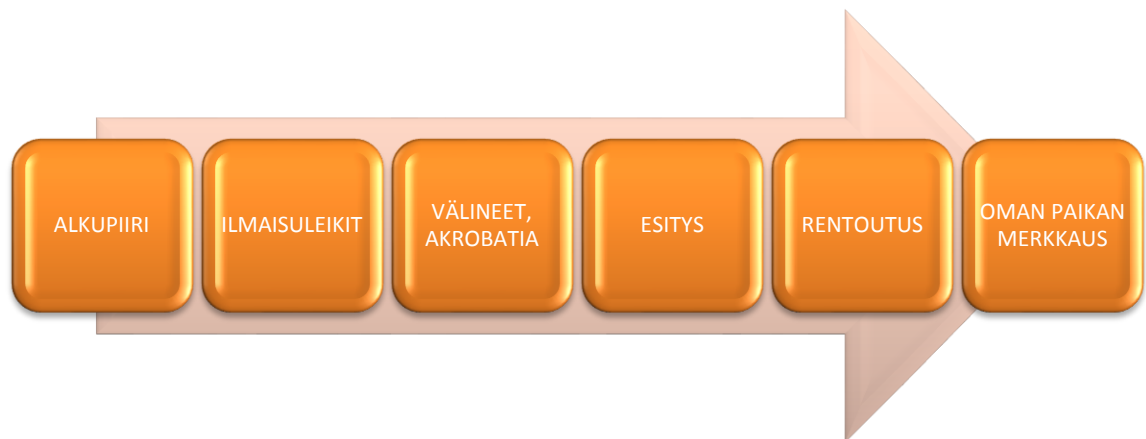 ALKUPIIRI
ILMAISULEIKIT
VÄLINEET,
AKROBATIA
ESITYS
RENTOUTUS
OMAN PAIKAN
MERKKAUS